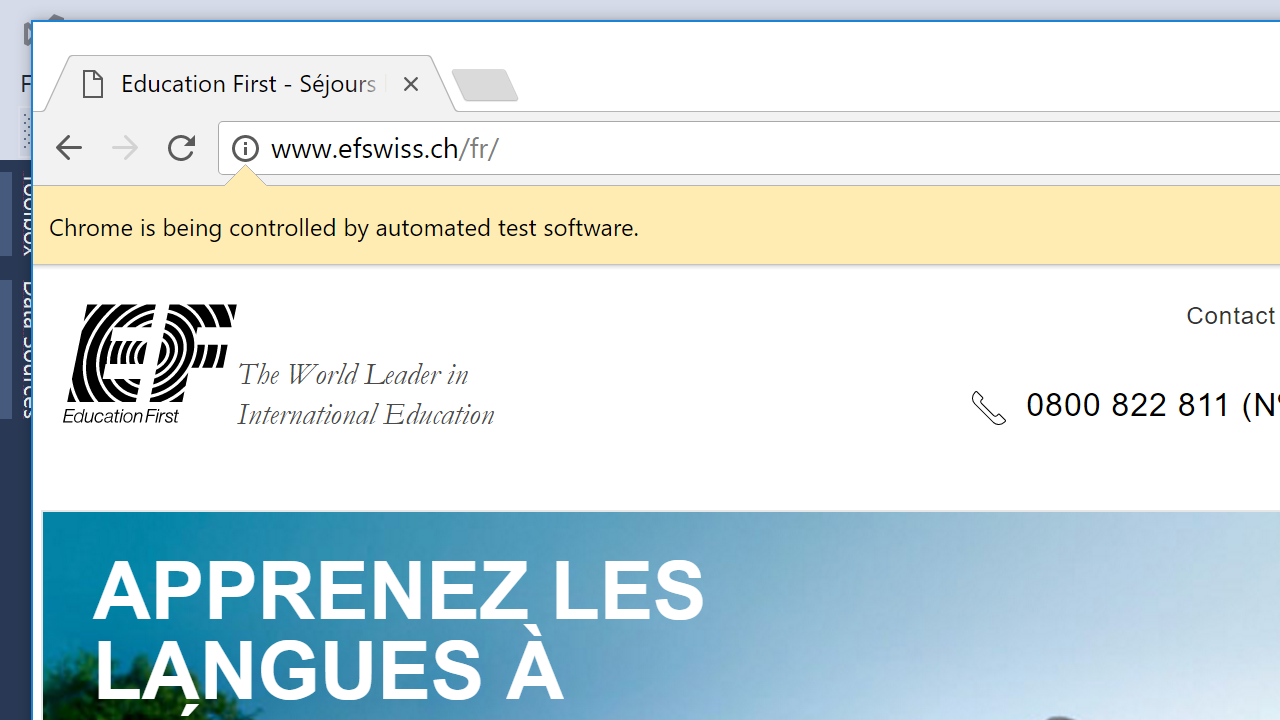 F
Education First - Séjours
www.efswiss.ch/fr/
Toolbox
Data Sources
Chrome is being controlled by automated test software.
EF
Education First
The World Leader in
International Education
Contact
0800 822 811 (N°
APPRENEZ LES
LANGUES À